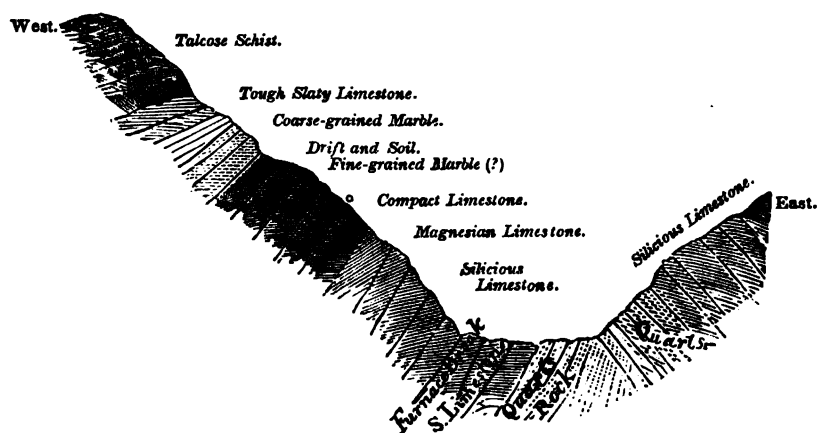 West.
Talcose Schist.
Tough Slaty Limestone.
Coarse-grained Marble.
Drift and Soil.
Fine-grained Marble (?)
Compact Limestone.
Magnesian Limestone.
Silicious
Limestone.
Silicious Limestone.
East.
S. Lime
Quartz
Rock